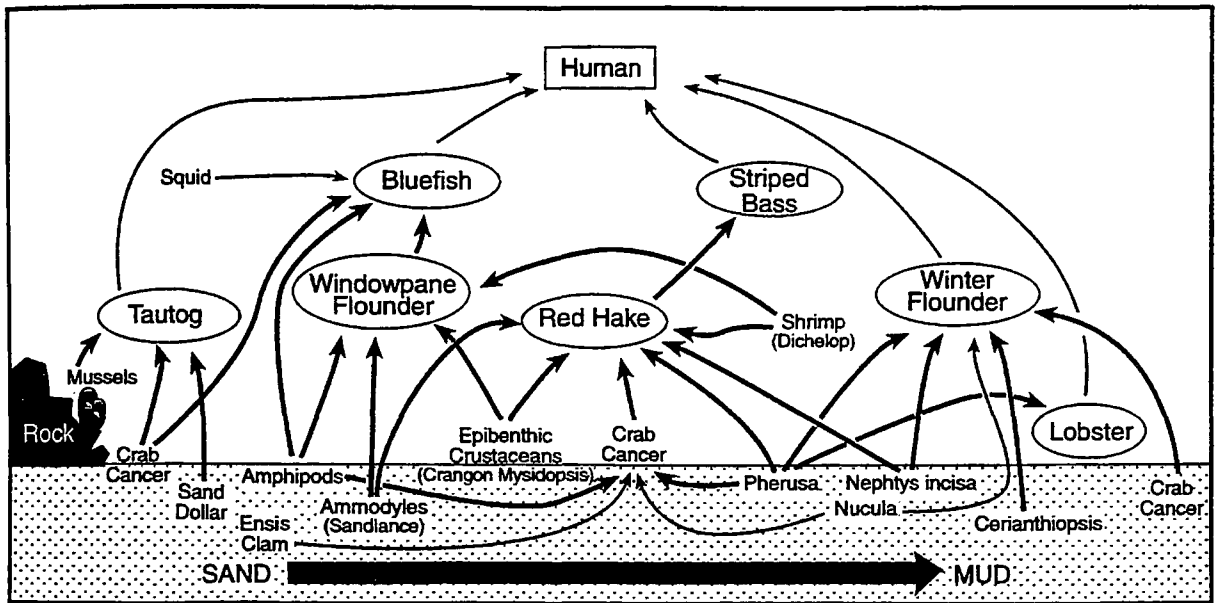 Human
Squid
Bluefish
Striped
Bass
Windowpane
Flounder
Winter
Flounder
Tautog
Red Hake
Shrimp
(Dichelop)
Mussels
Rock
Lobster
Crab
Cancer
Epibenthic
Crustaceans
(Crangon Mysidopsis)
Crab
Cancer
Sand
Dollar
Amphipods
Ammodyles
(Sandlance)
Pherusa
Nephtys incisa
Nucula
Cerianthiopsis
Crab
Cancer
Ensis
Clam
SAND
MUD